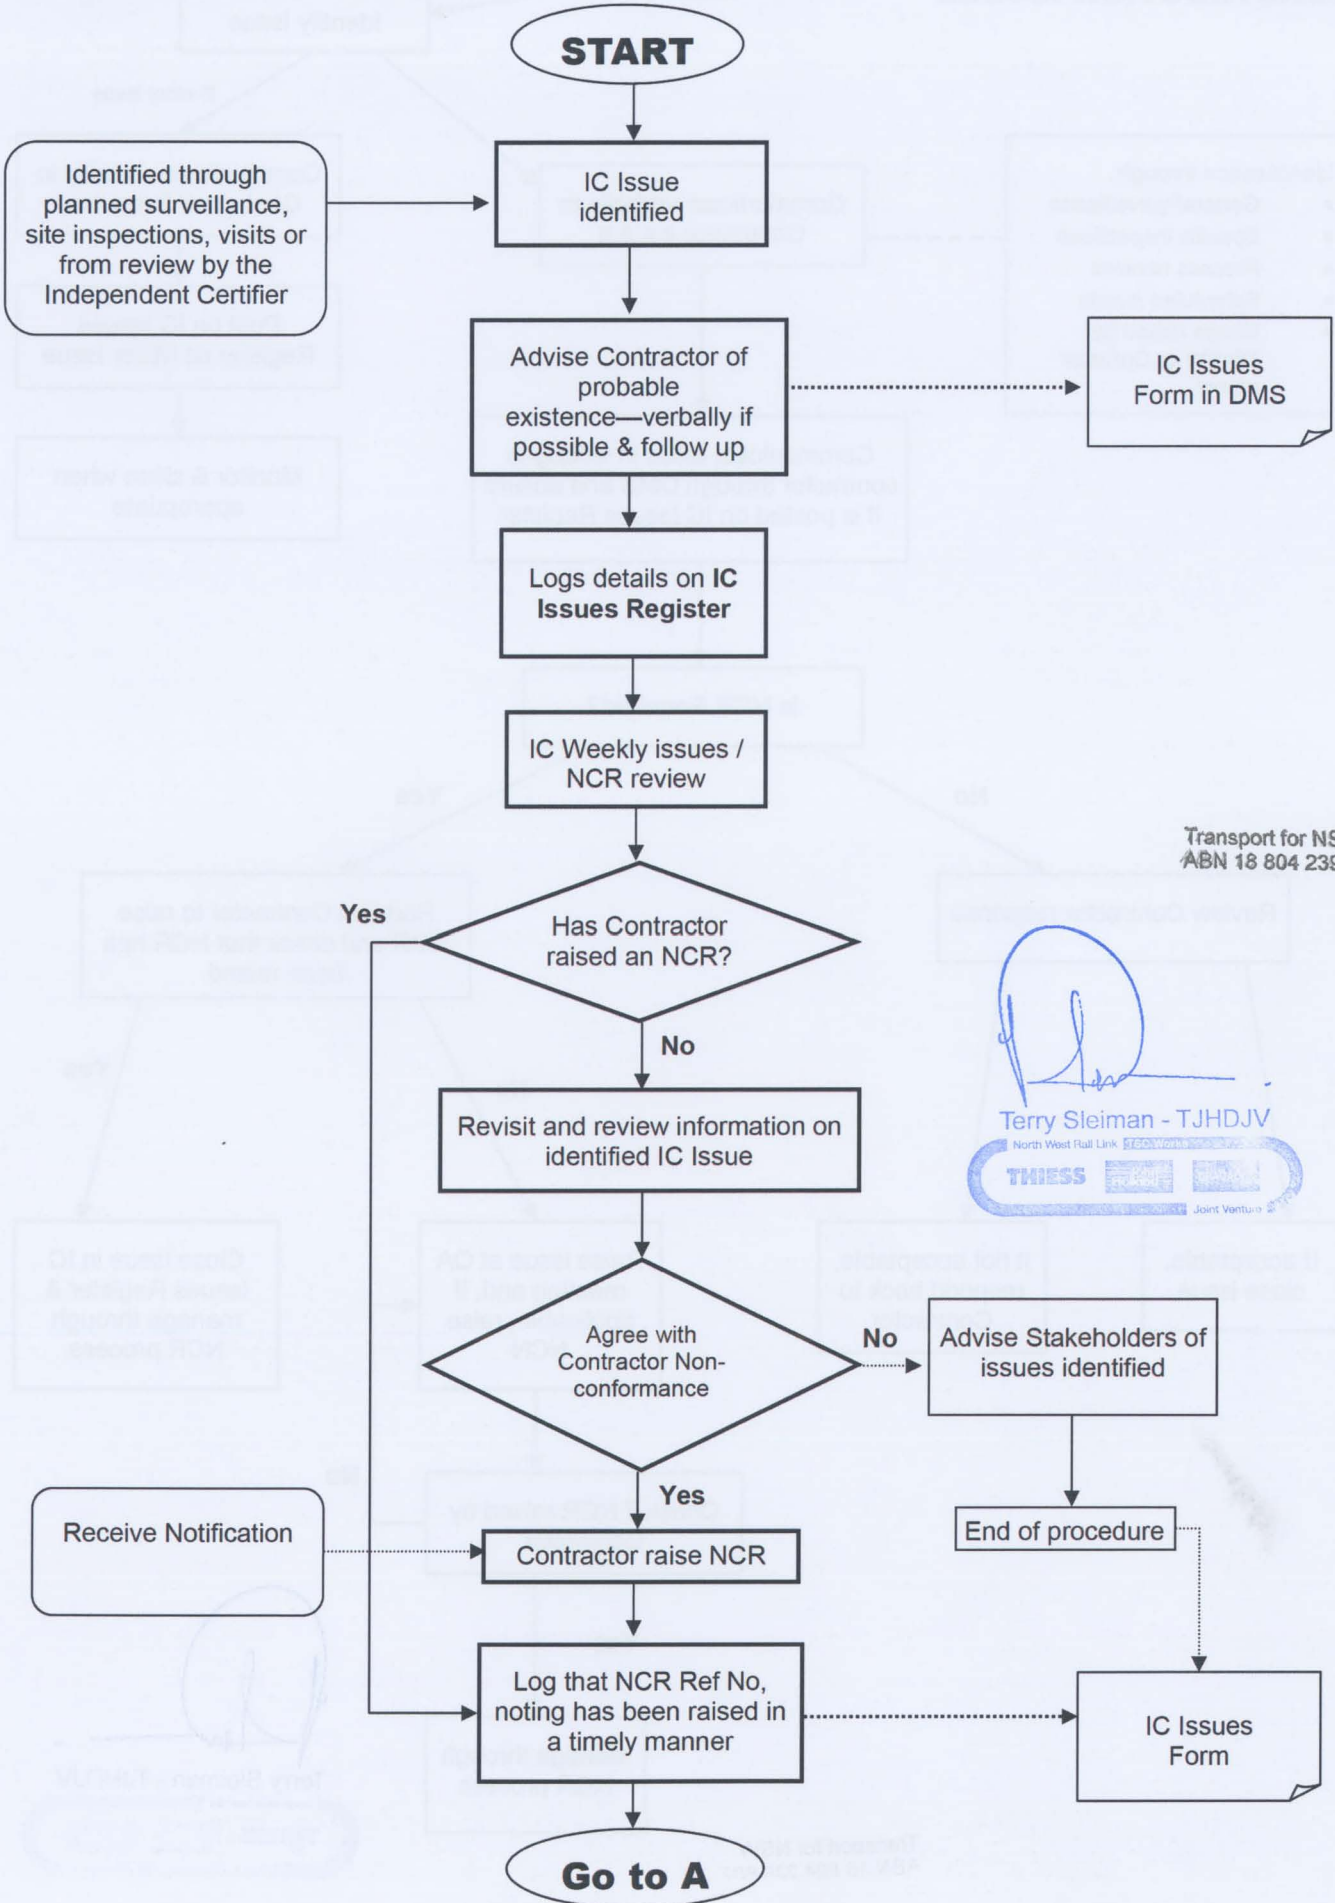 START
Identified through
planned surveillance,
site inspections, visits or
from review by the
Independent Certifier
IC Issue
identified
Advise Contractor of
probable
existence—verbally if
possible & follow up
IC Issues
Form in DMS
Logs details on IC
Issues Register
IC Weekly issues /
NCR review
Transport for NS
ABN 18 804 239
Yes
Has Contractor
raised an NCR?
No
Revisit and review information on
identified IC Issue
Terry Sleiman - TJHDJV
North West Rail Link
THIESS
Joint Venture
Agree with
Contractor Non-
conformance
No
Advise Stakeholders of
issues identified
Yes
Receive Notification
End of procedure
Contractor raise NCR
Log that NCR Ref No,
noting has been raised in
a timely manner
IC Issues
Form
Go to A